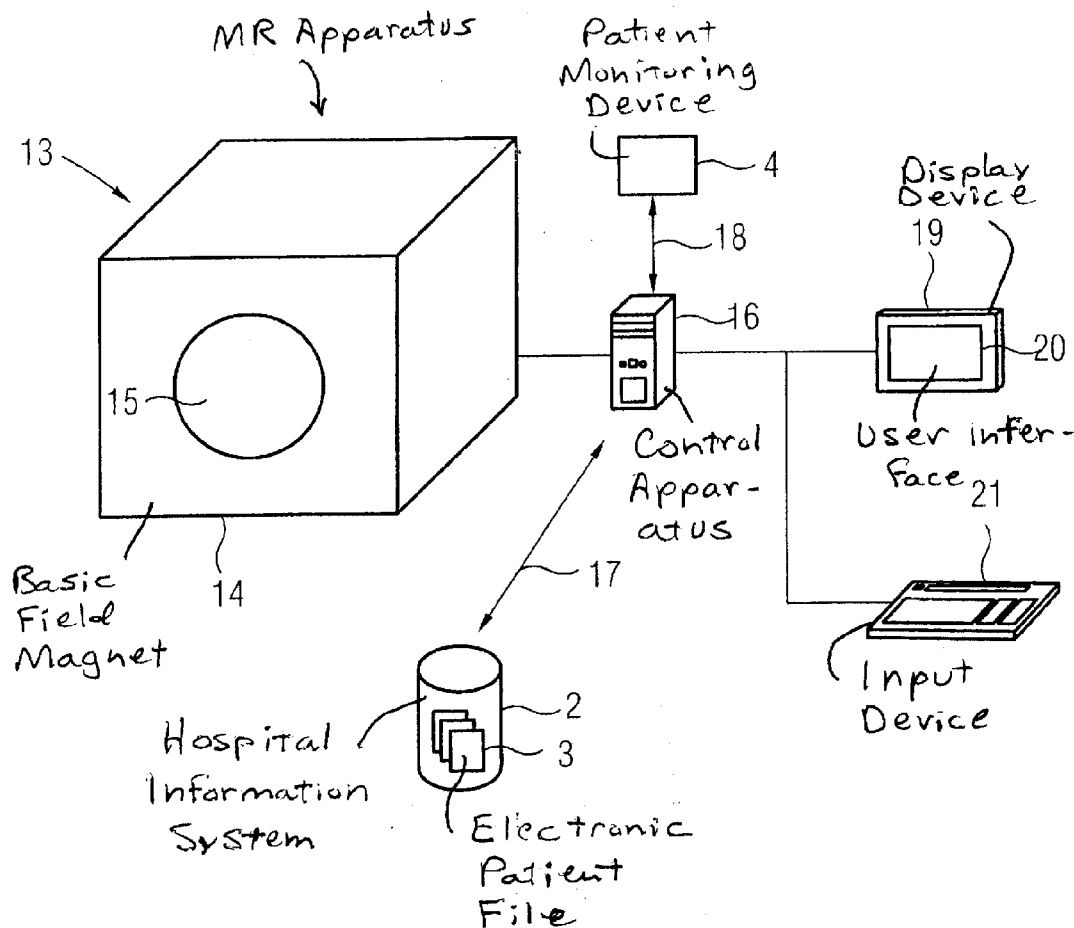 MR Apparatus
13
Patient
Monitoring
Device
4
Display
Device
18
19
16
20
15
Control
Appar-
atus
User inter-
face
21
Basic
Field
Magnet
14
17
Input
Device
Hospital
Information
System
2
3
Electronic
Patient
File